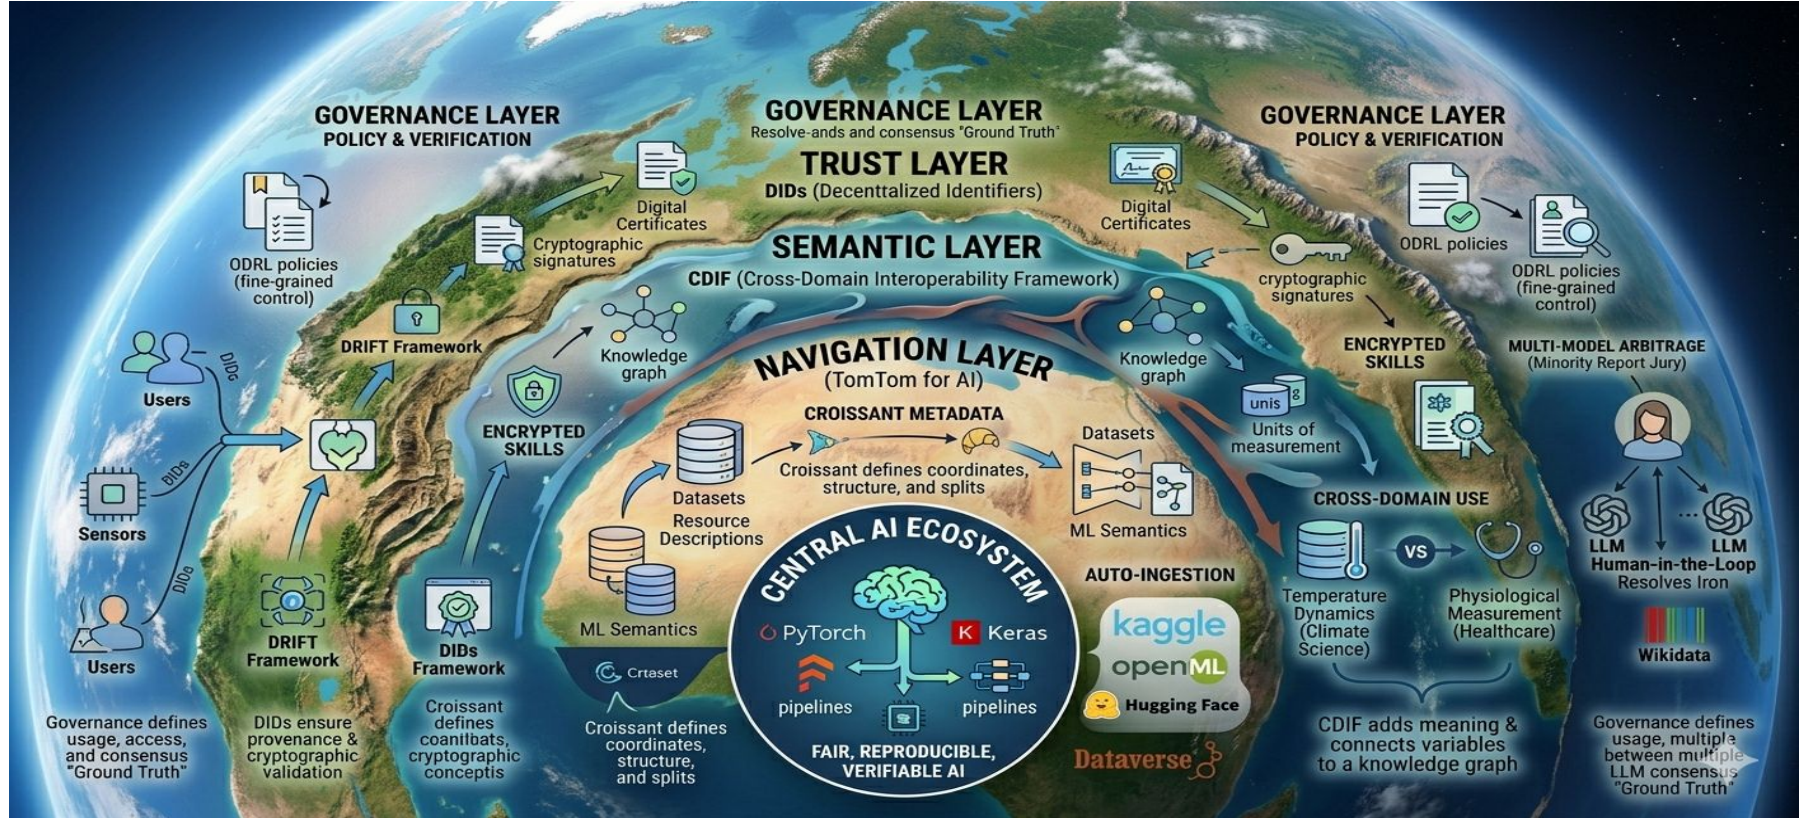 GOVERNANCE LAYER
POLICY & VERIFICATION
GOVERNANCE LAYER
Resolve-ands and consensus "Ground Truth"
TRUST LAYER
DIDs (Decenttalized Identifiers)
GOVERNANCE LAYER
POLICY & VERIFICATION
ODRL policies
(fine-grained
control)
Digital
Certificates
Cryptographic
signatures
DRIFT Framework
Digital
Certificates
cryptographic
signatures
ODRL policies
ODRL policies
(fine-grained
control)
SEMANTIC LAYER
CDIF (Cross-Domain Interoperability Framework)
Knowledge
graph
Knowledge
graph
ENCRYPTED
SKILLS
ENCRYPTED
SKILLS
unis
Units of
measurement
MULTI-MODEL ARBITRAGE
(Minority Report Jury)
Users
DIDs
Sensors
DIDs
Users
DIDs
NAVIGATION LAYER
(TomTom for AI)
CROISSANT METADATA
Croissant defines coordinates,
structure, and splits
Datasets
Resource
Descriptions
ML Semantics
Datasets
ML Semantics
DRIFT
Framework
DIDs
Framework
Crtaset
CENTRAL AI ECOSYSTEM
PyTorch
K Keras
pipelines
pipelines
FAIR, REPRODUCIBLE,
VERIFIABLE AI
AUTO-INGESTION
kaggle
openML
Hugging Face
Dataverse
CROSS-DOMAIN USE
VS
Temperature
Dynamics
(Climate
Science)
Physiological
Measurement
(Healthcare)
LLM
...
LLM
Human-in-the-Loop
Resolves Iron
Wikidata
Governance defines
usage, access,
and consensus
"Ground Truth"
DIDs ensure
provenance &
cryptographic
validation
Croissant
defines
coantlbats,
cryptographic
conceptis
Croissant defines
coordinates,
structure,
and splits
CDIF adds meaning &
connects variables
to a knowledge graph
Governance defines
usage, multiple
between multiple
LLM consensus
"Ground Truth"